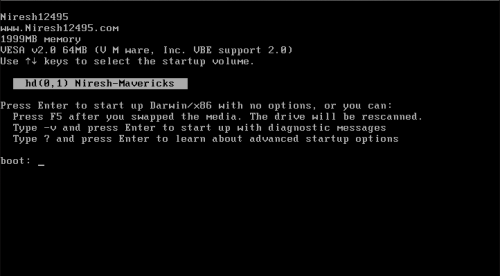 Niresh12495
www.Niresh12495.com
1999MB memory
VESA v2.0 64MB (V M ware, Inc. VBE support 2.0)
Use ↑↓ keys to select the startup volume.
hd(0,1) Niresh-Mavericks
Press Enter to start up Darwin/x86 with no options, or you can:
Press F5 after you swapped the media. The drive will be rescanned.
Type -v and press Enter to start up with diagnostic messages
Type ? and press Enter to learn about advanced startup options
boot: _